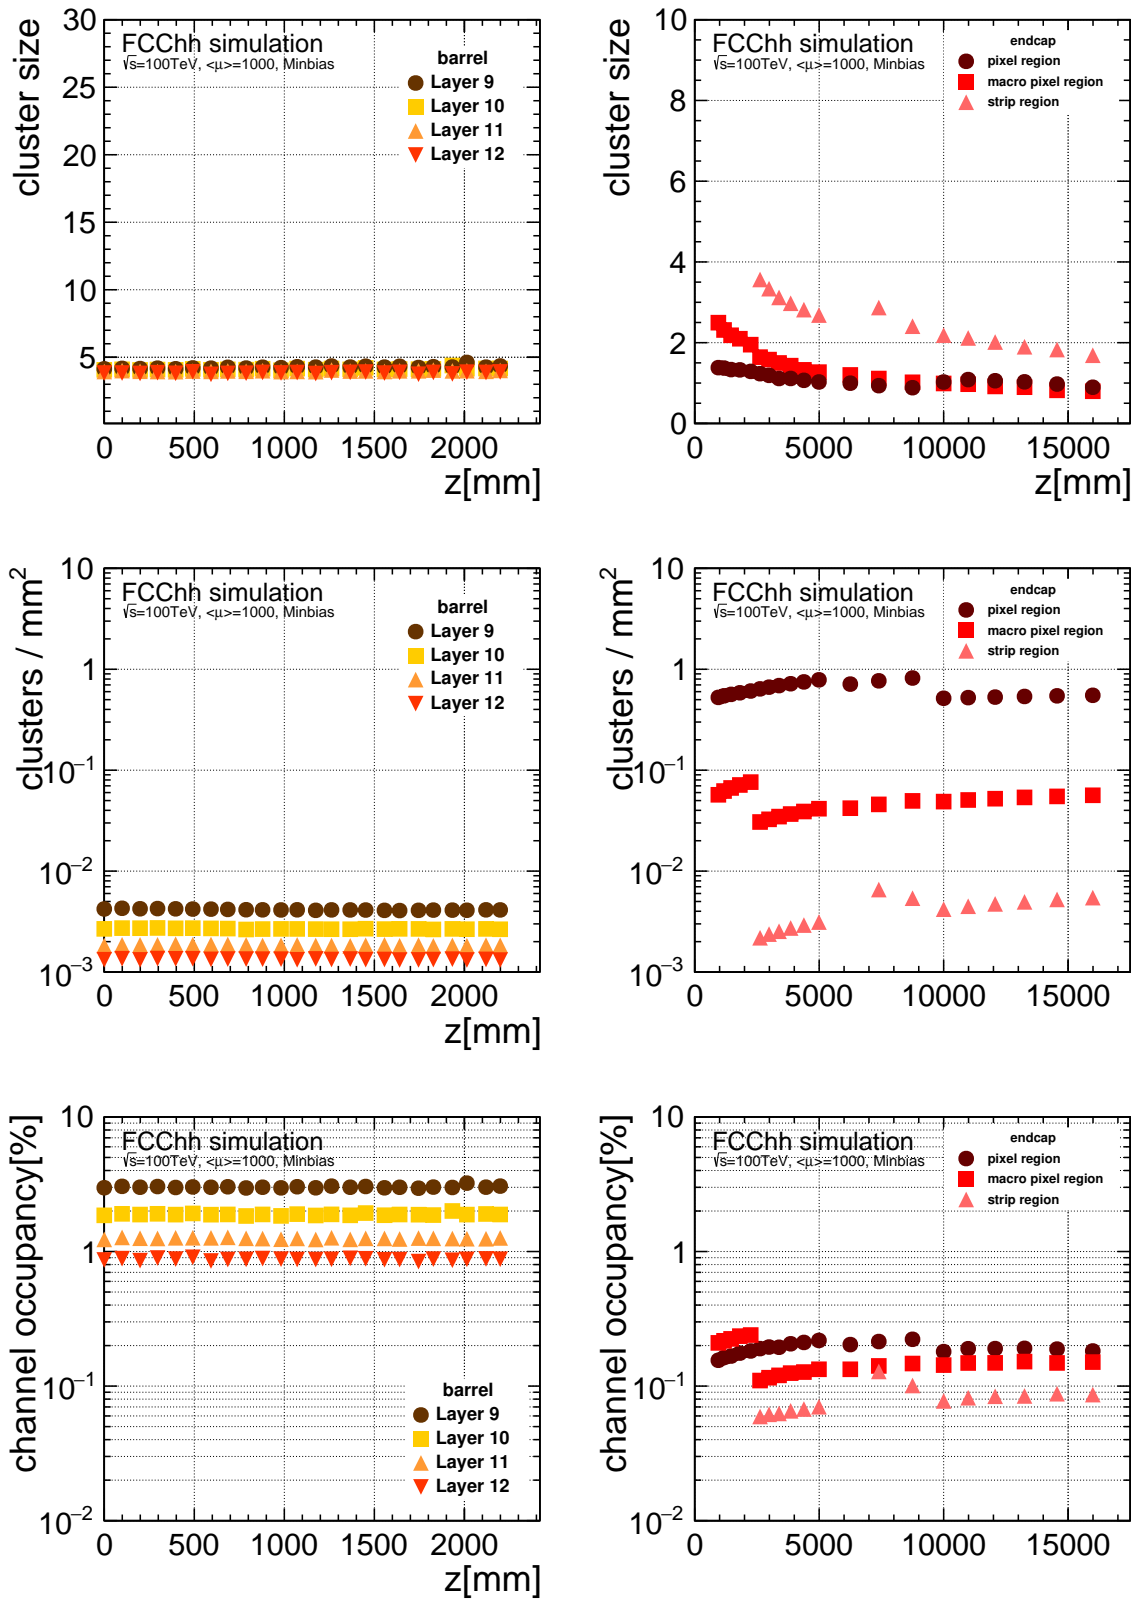 cluster size
30
25
20
15
10
5
FCChh simulation
√s=100TeV, <μ>=1000, Minbias
barrel
Layer 9
Layer 10
Layer 11
Layer 12
0 500 1000 1500 2000
z[mm]
cluster size
10
8
6
4
2
0
FCChh simulation
√s=100TeV, <μ>=1000, Minbias
endcap
pixel region
macro pixel region
strip region
0 5000 10000 15000
z[mm]
clusters / mm²
10
1
10⁻¹
10⁻²
10⁻³
FCChh simulation
√s=100TeV, <μ>=1000, Minbias
barrel
Layer 9
Layer 10
Layer 11
Layer 12
0 500 1000 1500 2000
z[mm]
clusters / mm²
10
1
10⁻¹
10⁻²
10⁻³
FCChh simulation
√s=100TeV, <μ>=1000, Minbias
endcap
pixel region
macro pixel region
strip region
0 5000 10000 15000
channel occupancy[%]
10
1
10⁻¹
10⁻²
FCChh simulation
√s=100TeV, <μ>=1000, Minbias
barrel
Layer 9
Layer 10
Layer 11
Layer 12
0 500 1000 1500 2000
z[mm]
channel occupancy[%]
10
1
10⁻¹
10⁻²
FCChh simulation
√s=100TeV, <μ>=1000, Minbias
endcap
pixel region
macro pixel region
strip region
0 5000 10000 15000